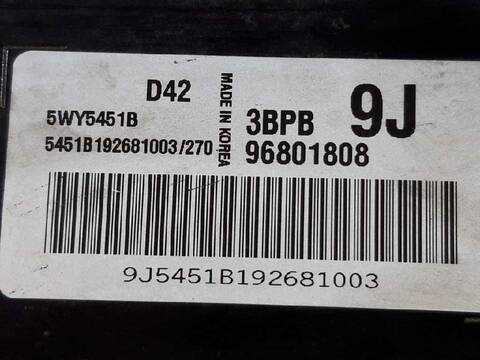 D42
5WY5451B
5451B192681003/270
MADE IN KOREA
3BPB 9J
96801808
9J5451B192681003